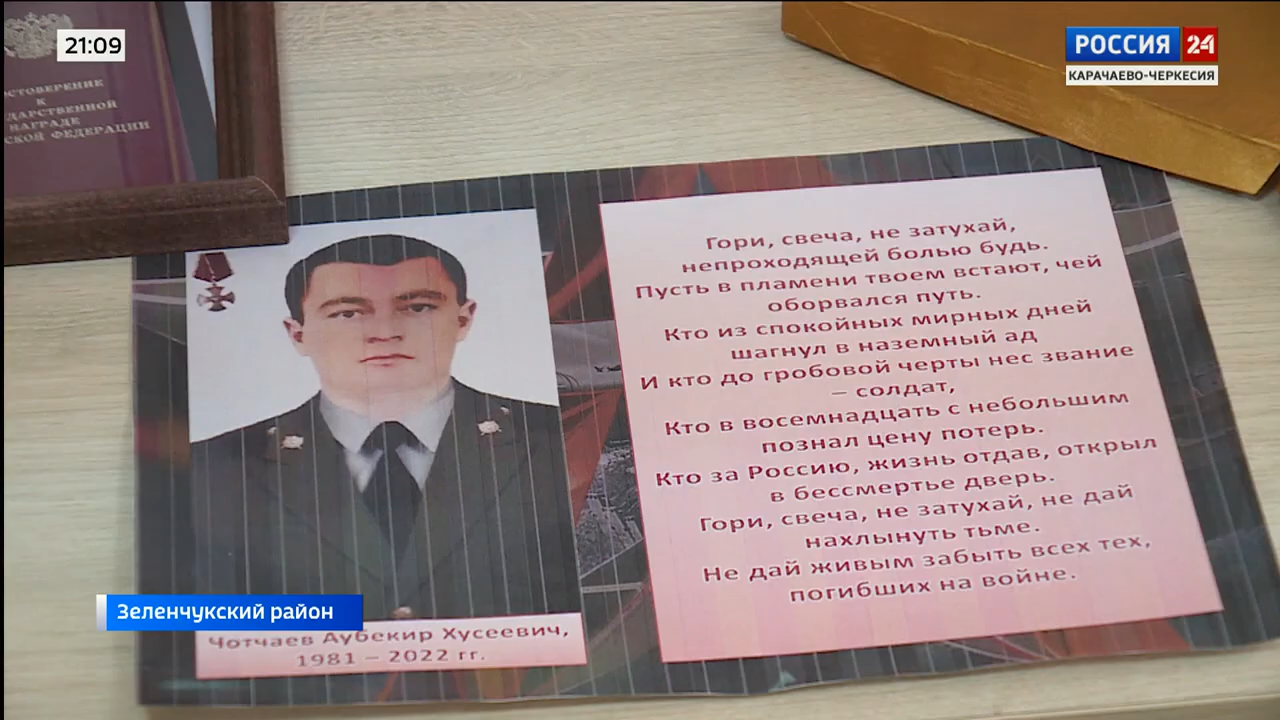 21:09
РОССИЯ 24
КАРАЧАЕВО-ЧЕРКЕСИЯ
К
НАГРАДЕ
ФЕДЕРАЦИИ
Гори, свеча, не затухай,
непроходящей болью будь.
Пусть в пламени твоем встают, чей
оборвался путь.
Кто из спокойных мирных дней
шагнул в наземный ад
И кто до гробовой черты нес звание
– солдат,
Кто в восемнадцать с небольшим
познал цену потерь.
Кто за Россию, жизнь отдав, открыл
в бессмертье дверь.
Гори, свеча, не затухай, не дай
нахлынуть тьме.
Не дай живым забыть всех тех,
погибших на войне.
Зеленчукский район
Чотчаев Аубекир Хусеевич,
1981 – 2022 гг.